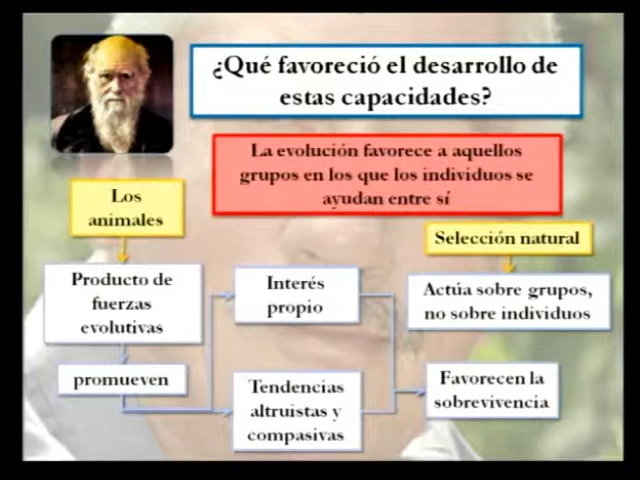 ¿Qué favoreció el desarrollo de
estas capacidades?
La evolución favorece a aquellos
grupos en los que los individuos se
ayudan entre sí
Los
animales
Selección natural
Producto de
fuerzas
evolutivas
Interés
propio
Actúa sobre grupos,
no sobre individuos
promueven
Tendencias
altruistas y
compasivas
Favorecen la
sobrevivencia